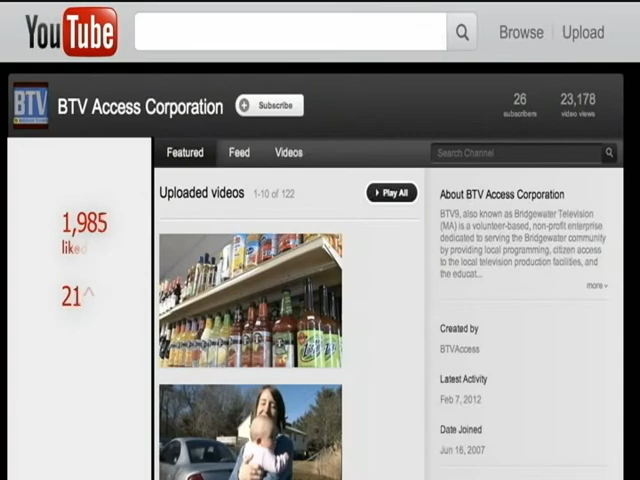 YouTube
Browse
Upload
BTV
BTV Access Corporation
Subscribe
26
subscribers
23,178
video views
Featured
Feed
Videos
Search Channel
Uploaded videos
1-10 of 122
Play All
1,985
liked
21^
About BTV Access Corporation
BTV9, also known as Bridgewater Television
(MA) is a volunteer-based, non-profit enterprise
dedicated to serving the Bridgewater community
by providing local programming, citizen access
to the local television production facilities, and
the educat...
more
Created by
BTVAccess
Latest Activity
Feb 7, 2012
Date Joined
Jun 16, 2007